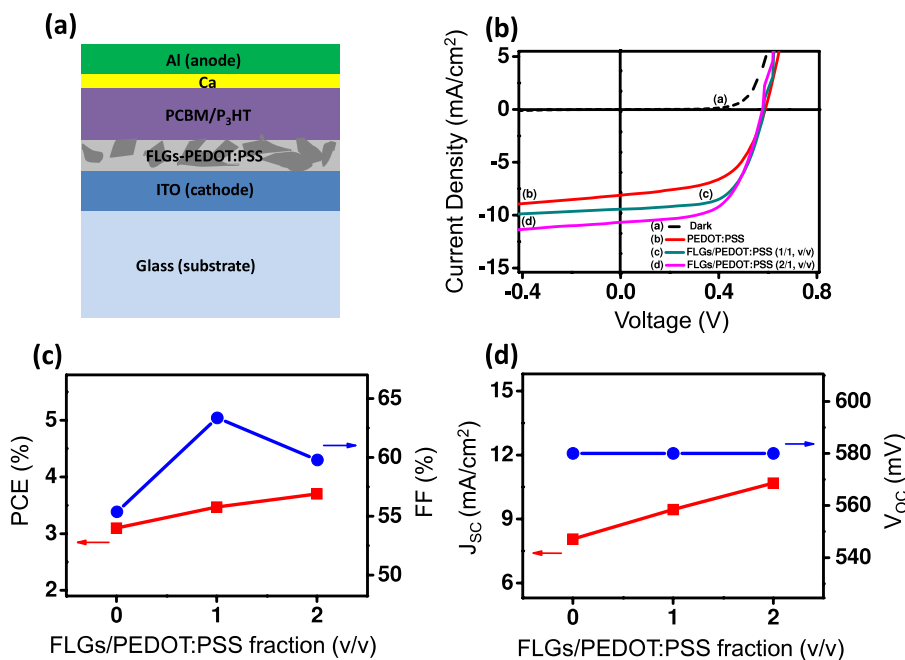 (a)
Al (anode)
Ca
PCBM/P₃HT
FLGs-PEDOT:PSS
ITO (cathode)
Glass (substrate)
(b)
Current Density (mA/cm²)
5
0
-5
-10
-15
(a)
(b)
(c)
(d)
(a) Dark
(b) PEDOT:PSS
(c) FLGs/PEDOT:PSS (1/1, v/v)
(d) FLGs/PEDOT:PSS (2/1, v/v)
-0.4 0.0 0.4 0.8
Voltage (V)
(c)
PCE (%)
5
4
3
2
65
60
55
50
FF (%)
0 1 2
FLGs/PEDOT:PSS fraction (v/v)
(d)
J_SC (mA/cm²)
15
12
9
6
600
580
560
540
V_OC (mV)
0 1 2
FLGs/PEDOT:PSS fraction (v/v)